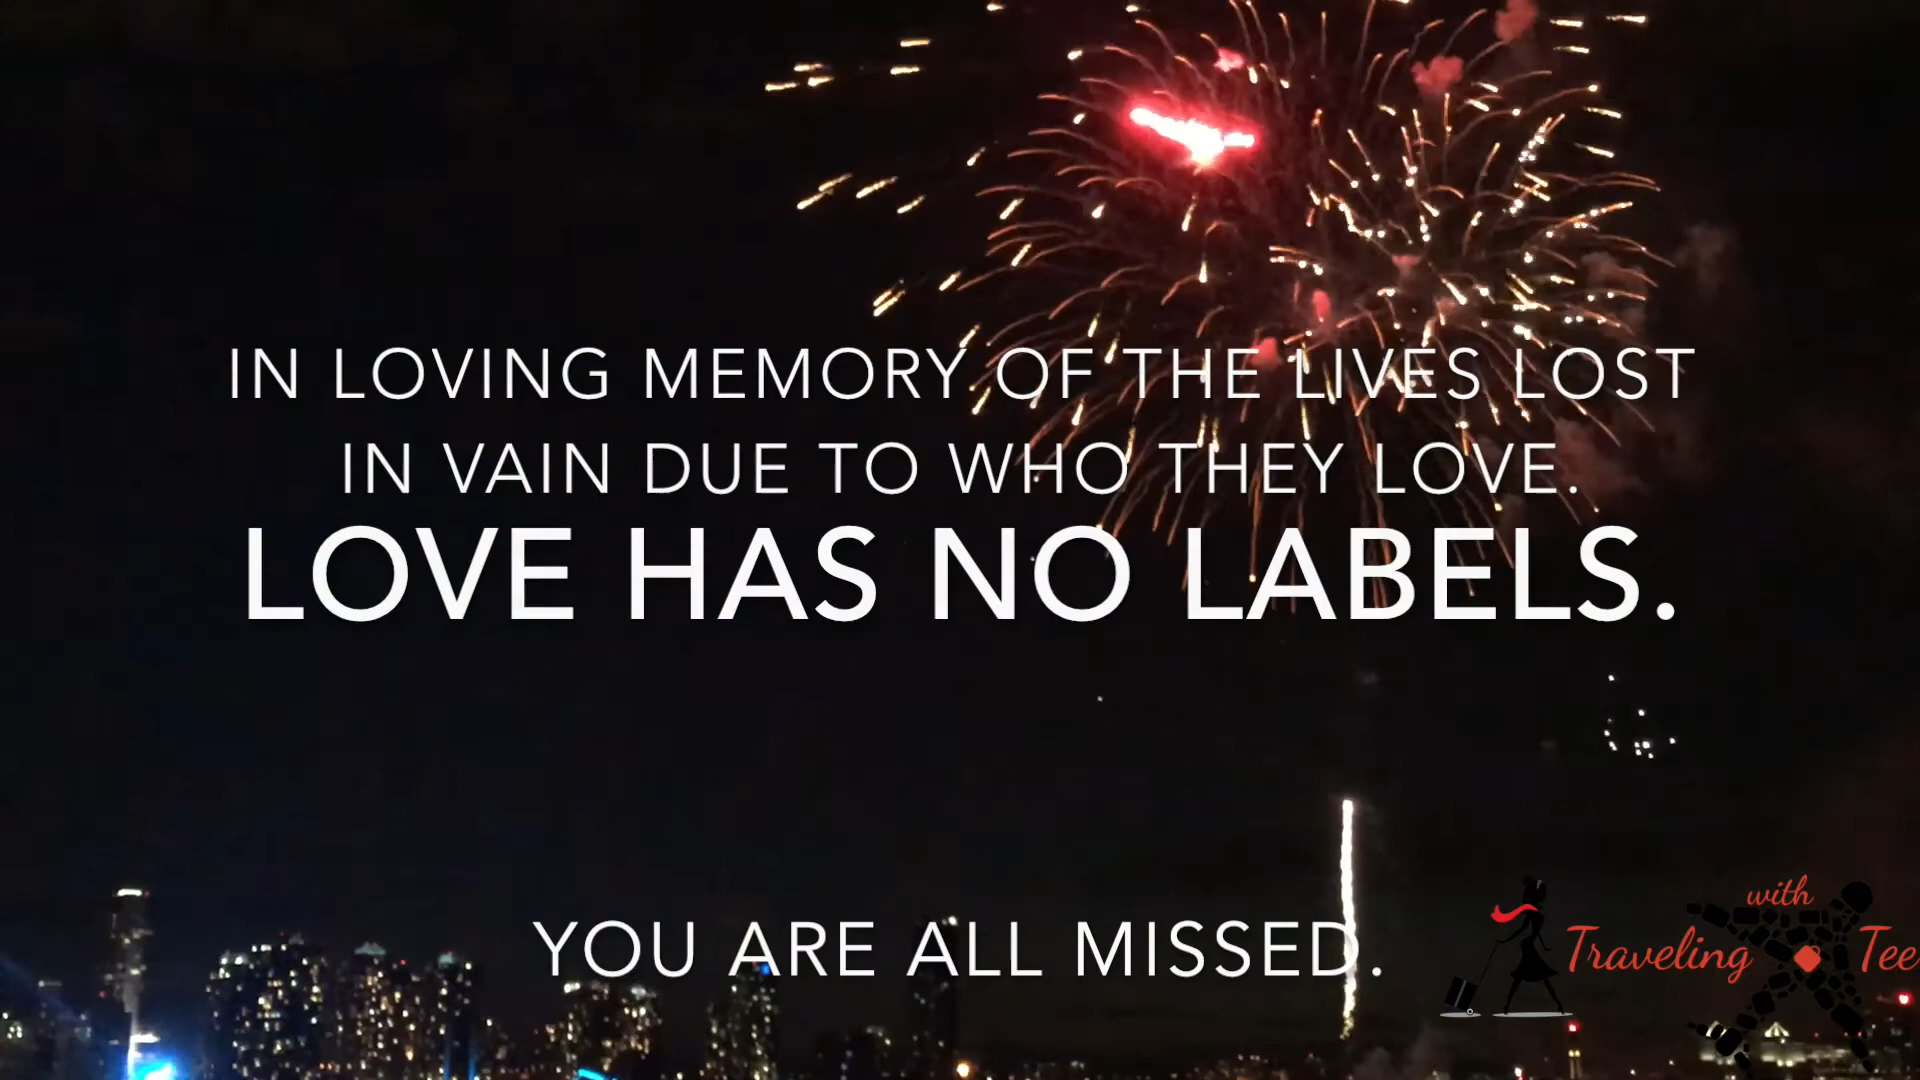 IN LOVING MEMORY OF THE LIVES LOST
IN VAIN DUE TO WHO THEY LOVE.
LOVE HAS NO LABELS.
YOU ARE ALL MISSED.
with
Traveling Tee